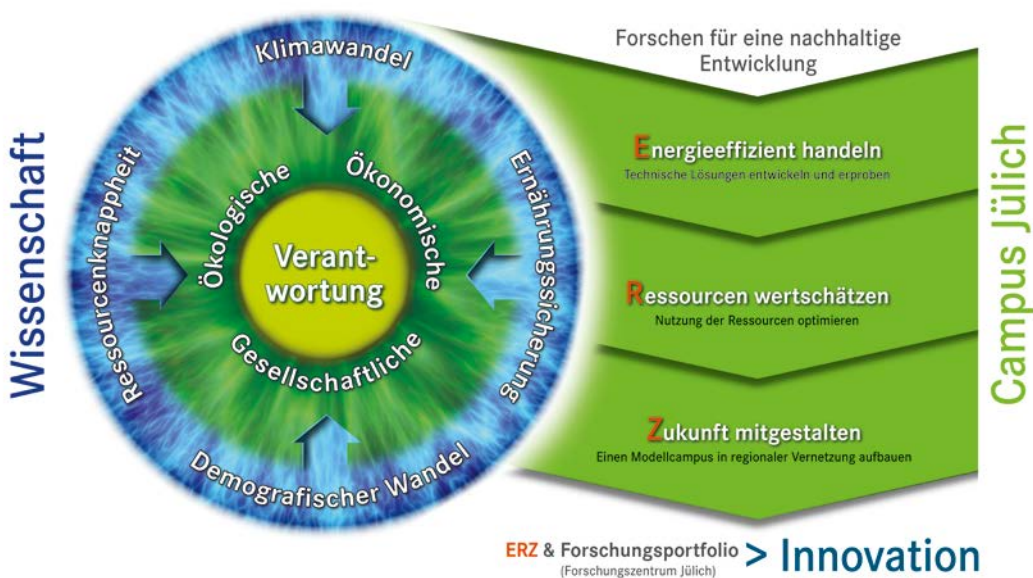 Wissenschaft
Klimawandel
Ressourcenknappheit
Ernährungssicherung
Demografischer Wandel
Ökologische
Ökonomische
Gesellschaftliche
Verant-
wortung
Forschen für eine nachhaltige
Entwicklung
Energieeffizient handeln
Technische Lösungen entwickeln und erproben
Ressourcen wertschätzen
Nutzung der Ressourcen optimieren
Zukunft mitgestalten
Einen Modellcampus in regionaler Vernetzung aufbauen
Campus Jülich
ERZ & Forschungsportfolio > Innovation
(Forschungszentrum Jülich)